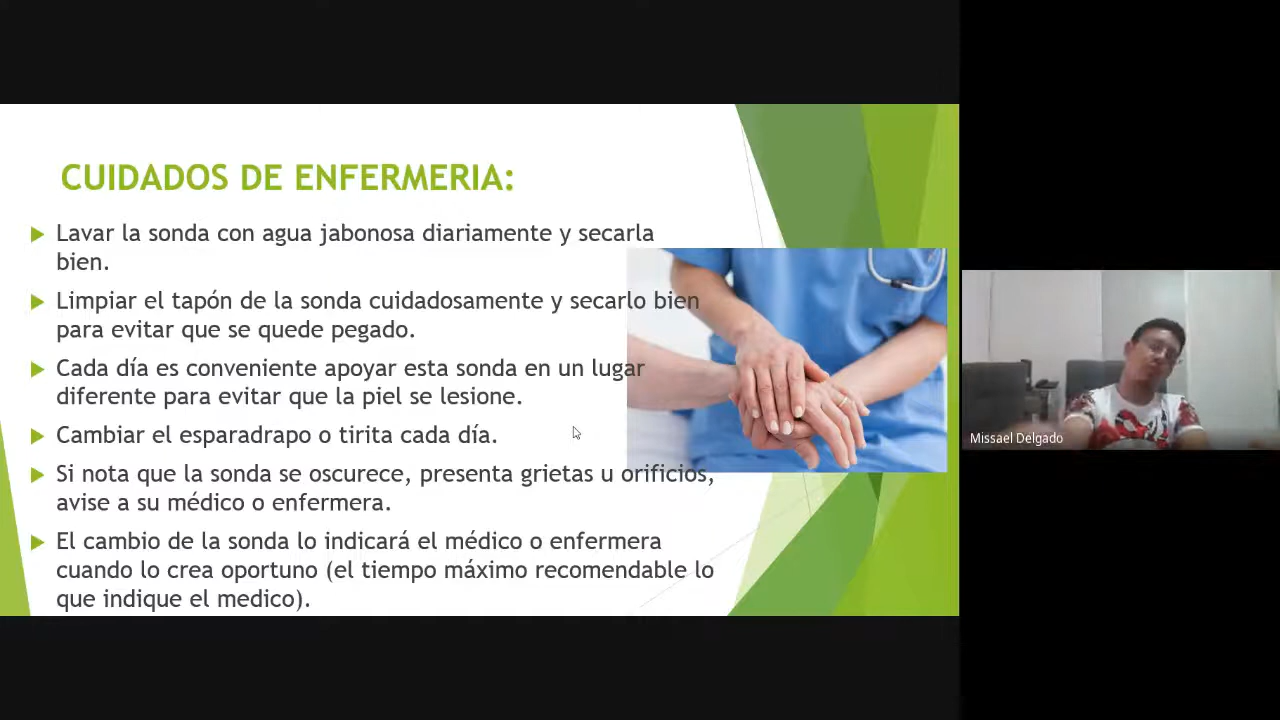 CUIDADOS DE ENFERMERIA:
Lavar la sonda con agua jabonosa diariamente y secarla
bien.
Limpiar el tapón de la sonda cuidadosamente y secarlo bien
para evitar que se quede pegado.
Cada día es conveniente apoyar esta sonda en un lugar
diferente para evitar que la piel se lesione.
Cambiar el esparadrapo o tirita cada día.
Si nota que la sonda se oscurece, presenta grietas u orificios,
avise a su médico o enfermera.
El cambio de la sonda lo indicará el médico o enfermera
cuando lo crea oportuno (el tiempo máximo recomendable lo
que indique el medico).
Missael Delgado